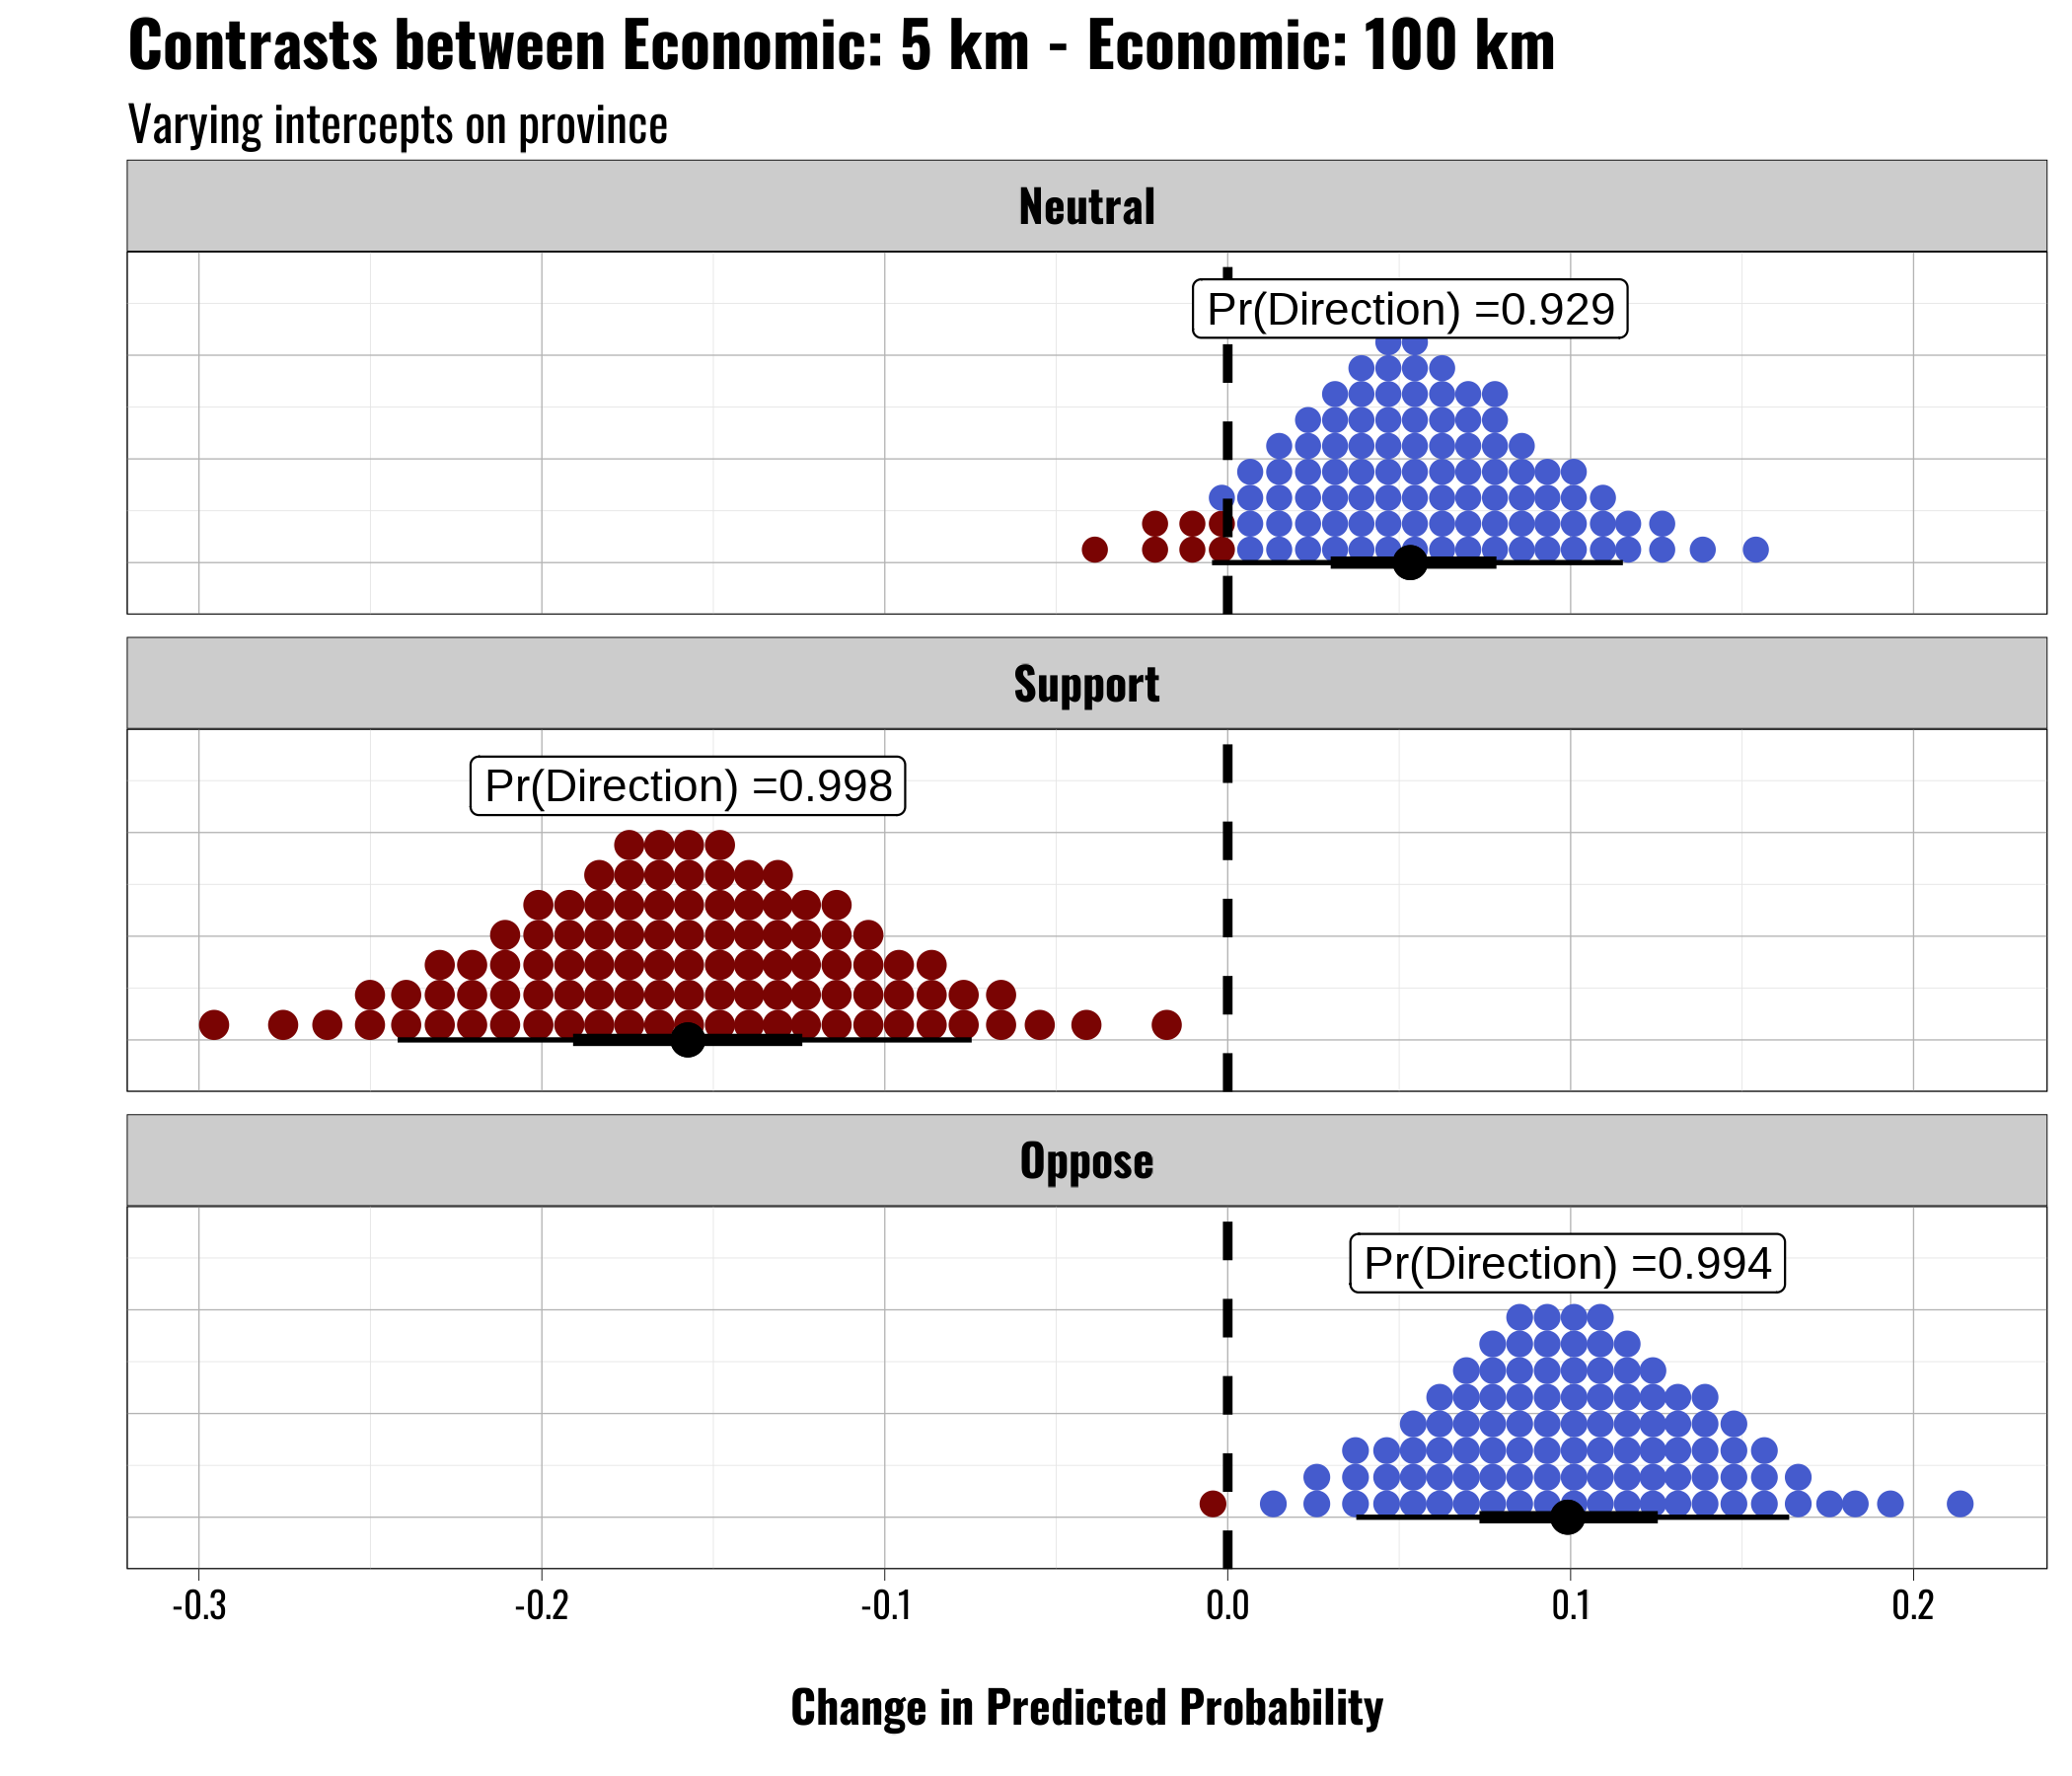 Contrasts between Economic: 5 km - Economic: 100 km
Varying intercepts on province
Neutral
Pr(Direction) =0.929
Support
Pr(Direction) =0.998
Oppose
Pr(Direction) =0.994
-0.3 -0.2 -0.1 0.0 0.1 0.2
Change in Predicted Probability